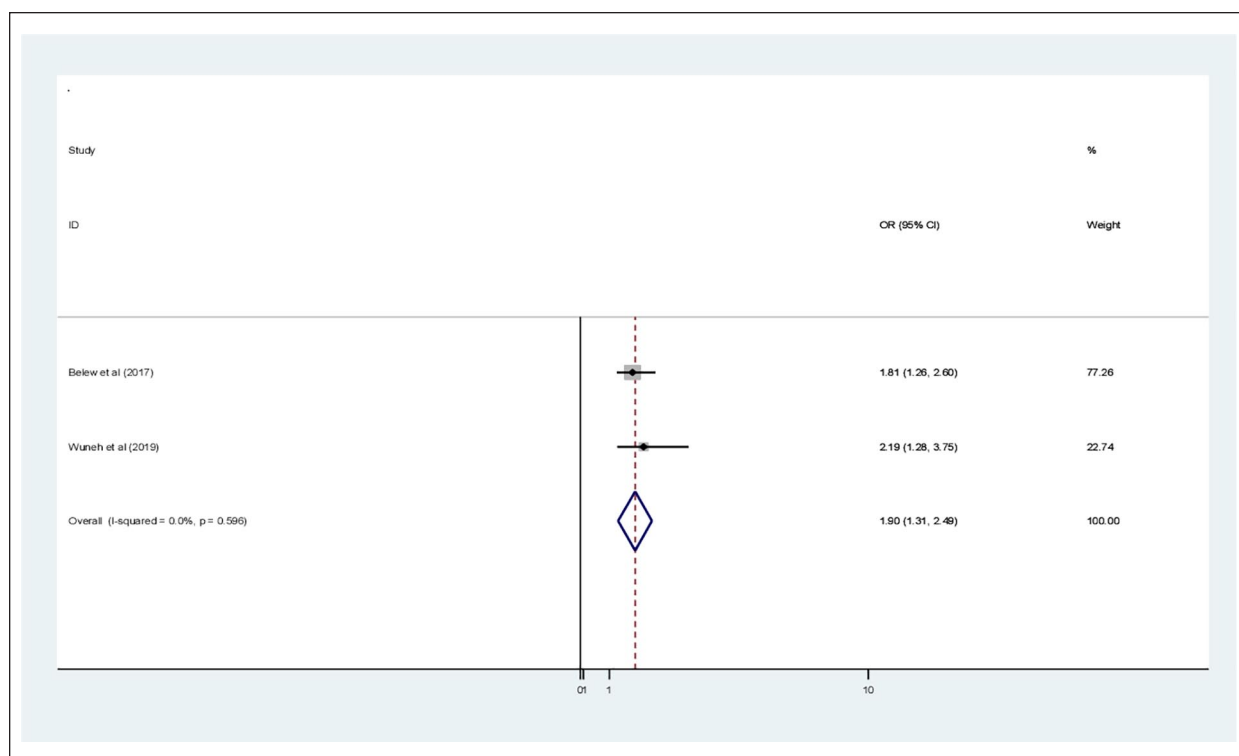 .
Study %
ID OR (95% CI) Weight
Belew et al (2017) 1.81 (1.26, 2.60) 77.26
Wuneh et al (2019) 2.19 (1.28, 3.75) 22.74
Overall (I-squared = 0.0%, p = 0.596) 1.90 (1.31, 2.49) 100.00
0 .1 1 10